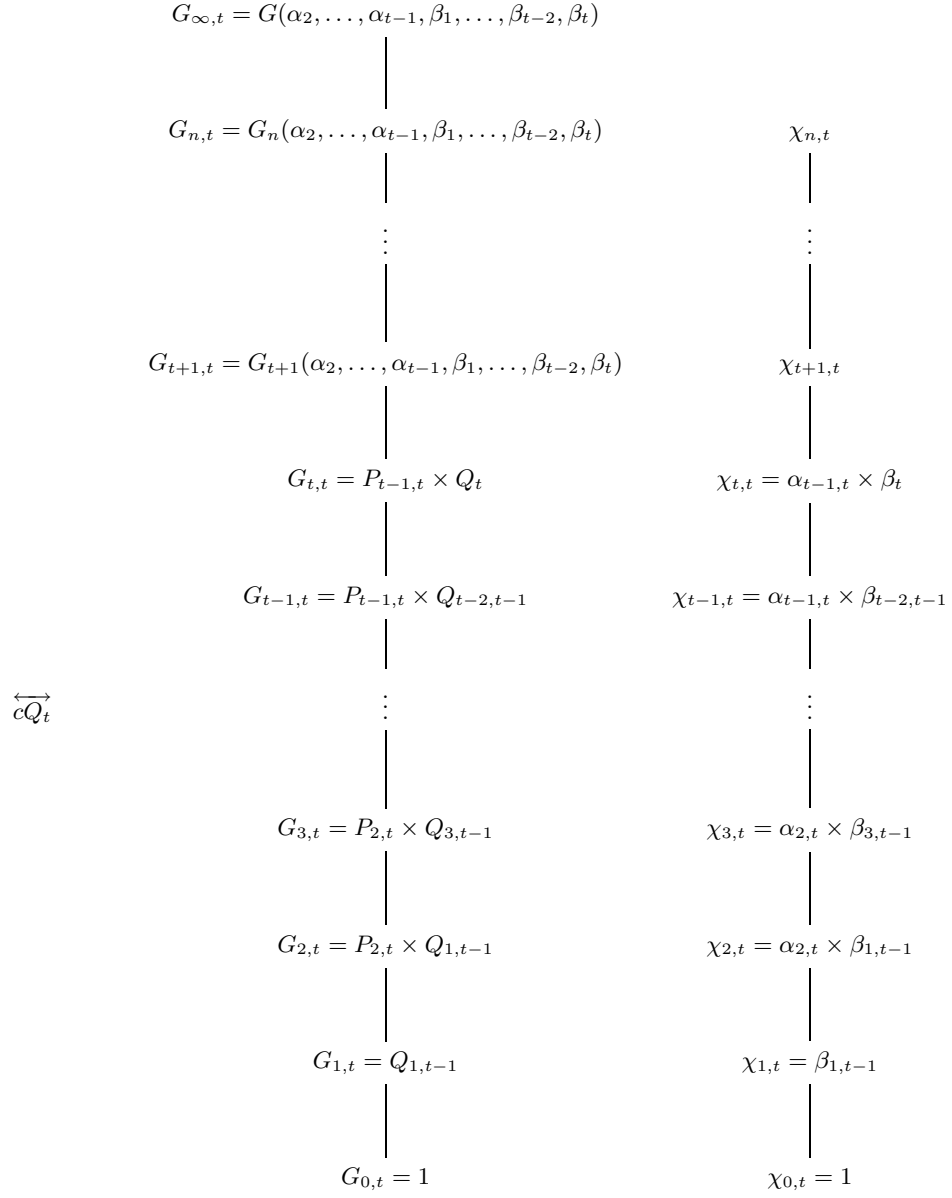 G_{∞,t} = G(α_2, …, α_{t−1}, β_1, …, β_{t−2}, β_t)
G_{n,t} = G_n(α_2, …, α_{t−1}, β_1, …, β_{t−2}, β_t) χ_{n,t}
⋮ ⋮
G_{t+1,t} = G_{t+1}(α_2, …, α_{t−1}, β_1, …, β_{t−2}, β_t) χ_{t+1,t}
G_{t,t} = P_{t−1,t} × Q_t χ_{t,t} = α_{t−1,t} × β_t
G_{t−1,t} = P_{t−1,t} × Q_{t−2,t−1} χ_{t−1,t} = α_{t−1,t} × β_{t−2,t−1}
\overleftrightarrow{cQ_t} ⋮ ⋮
G_{3,t} = P_{2,t} × Q_{3,t−1} χ_{3,t} = α_{2,t} × β_{3,t−1}
G_{2,t} = P_{2,t} × Q_{1,t−1} χ_{2,t} = α_{2,t} × β_{1,t−1}
G_{1,t} = Q_{1,t−1} χ_{1,t} = β_{1,t−1}
G_{0,t} = 1 χ_{0,t} = 1